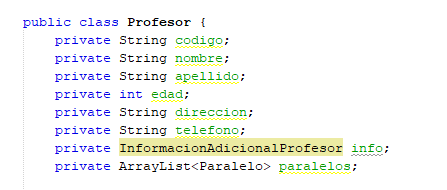 public class Profesor {
private String codigo;
private String nombre;
private String apellido;
private int edad;
private String direccion;
private String telefono;
private InformacionAdicionalProfesor info;
private ArrayList<Paralelo> paralelos;